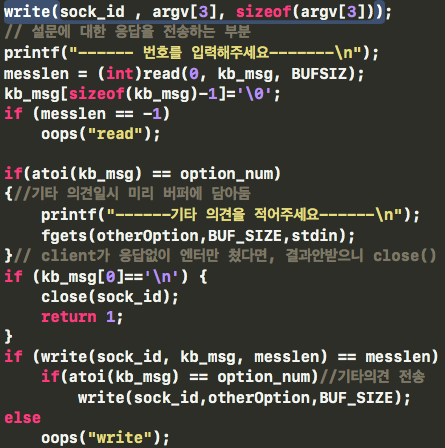 write(sock_id , argv[3], sizeof(argv[3]));
// 설문에 대한 응답을 전송하는 부분
printf("------ 번호를 입력해주세요-------\n");
messlen = (int)read(0, kb_msg, BUFSIZ);
kb_msg[sizeof(kb_msg)-1]='\0';
if (messlen == -1)
    oops("read");

if(atoi(kb_msg) == option_num)
{//기타 의견일시 미리 버퍼에 담아둠
    printf("------기타 의견을 적어주세요------\n");
    fgets(otherOption,BUF_SIZE,stdin);
}// client가 응답없이 엔터만 쳤다면, 결과안받으니 close()
if (kb_msg[0]=='\n') {
    close(sock_id);
    return 1;
}
if (write(sock_id, kb_msg, messlen) == messlen)
    if(atoi(kb_msg) == option_num)//기타의견 전송
        write(sock_id,otherOption,BUF_SIZE);
else
    oops("write");